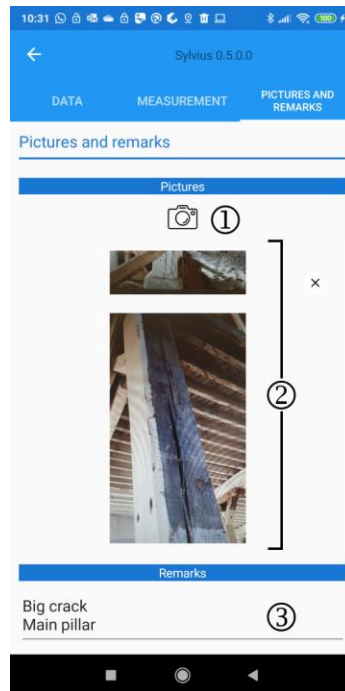 10:31
100
Sylvius 0.5.0.0
DATA
MEASUREMENT
PICTURES AND
REMARKS
Pictures and remarks
Pictures
①
×
②
Remarks
Big crack
Main pillar
③